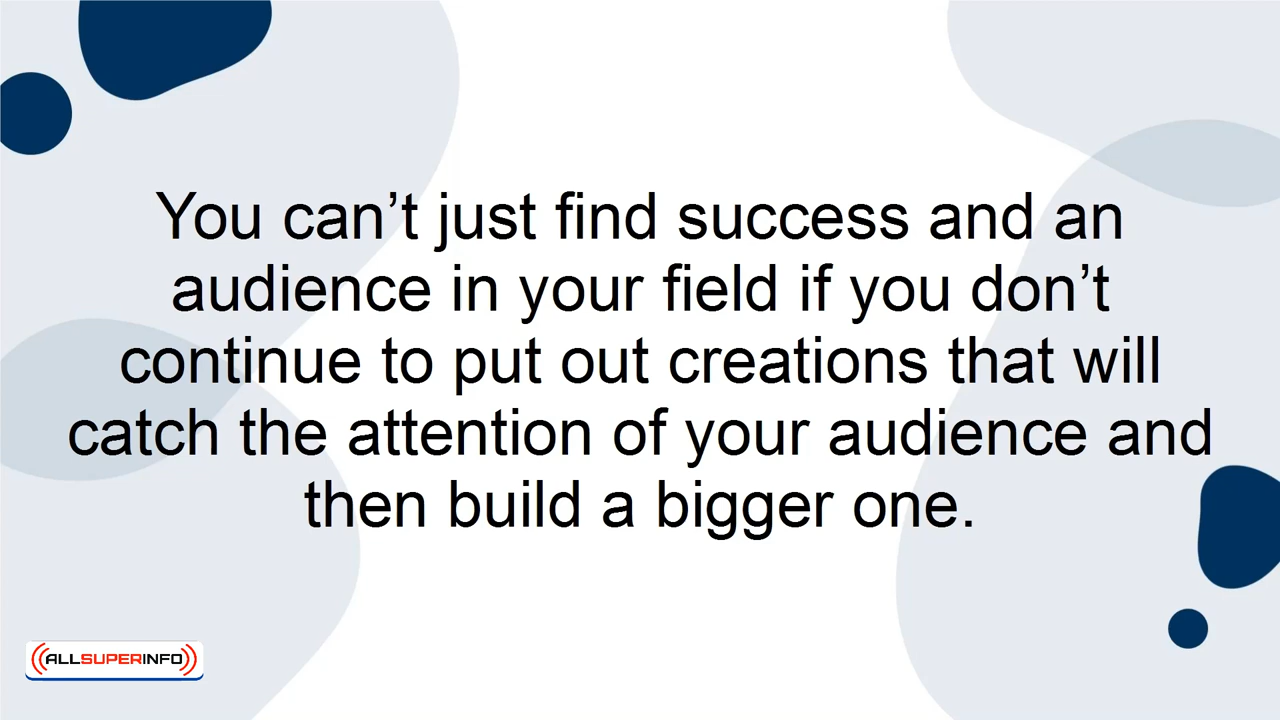 You can’t just find success and an
audience in your field if you don’t
continue to put out creations that will
catch the attention of your audience and
then build a bigger one.
ALLSUPERINFO